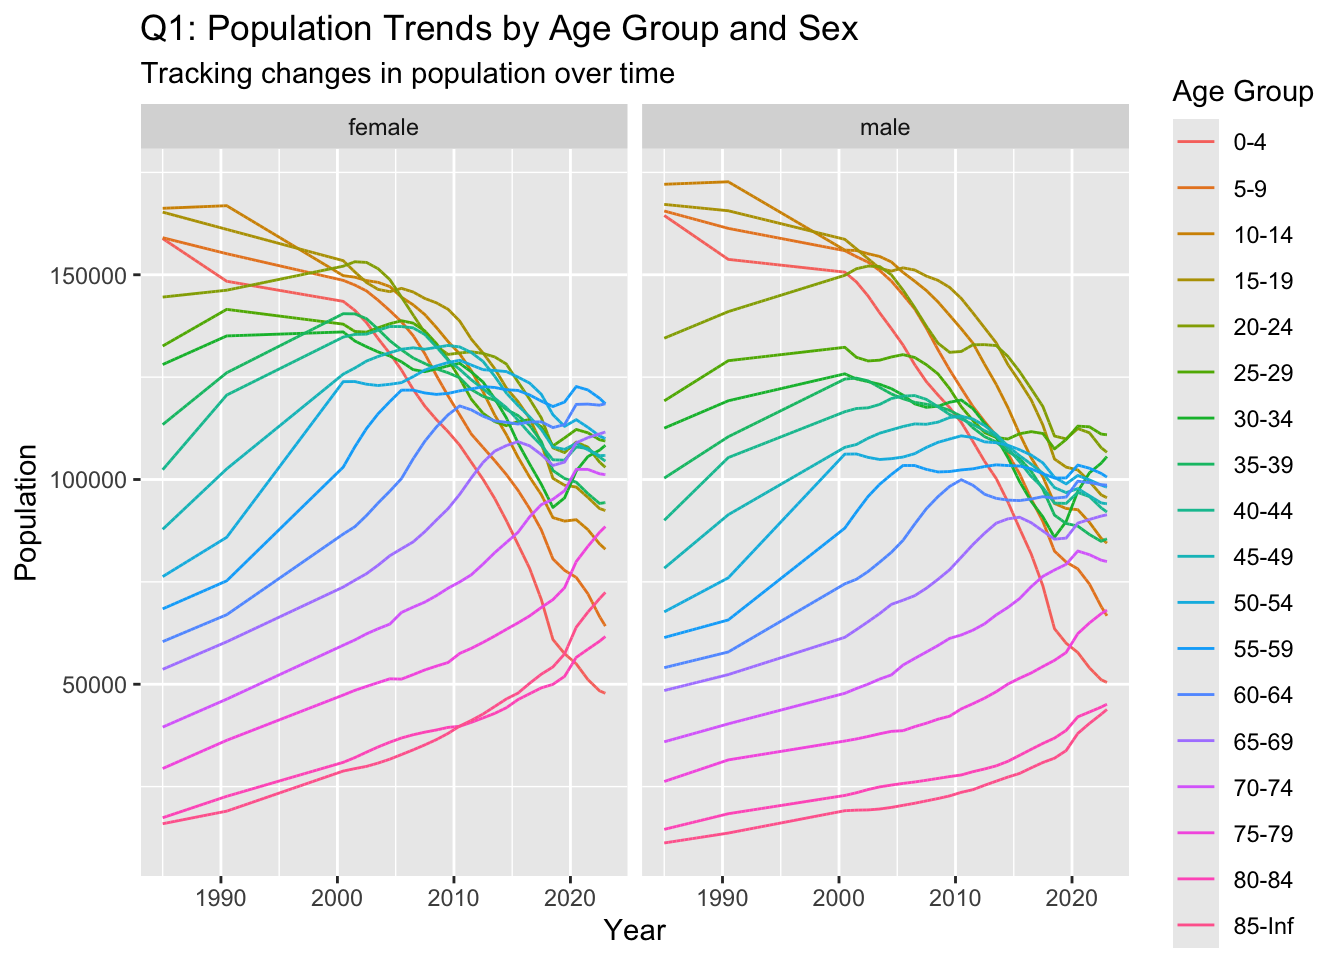 Q1: Population Trends by Age Group and Sex
Tracking changes in population over time
female
male
Population
150000
100000
50000
1990 2000 2010 2020
1990 2000 2010 2020
Year
Age Group
0-4
5-9
10-14
15-19
20-24
25-29
30-34
35-39
40-44
45-49
50-54
55-59
60-64
65-69
70-74
75-79
80-84
85-Inf